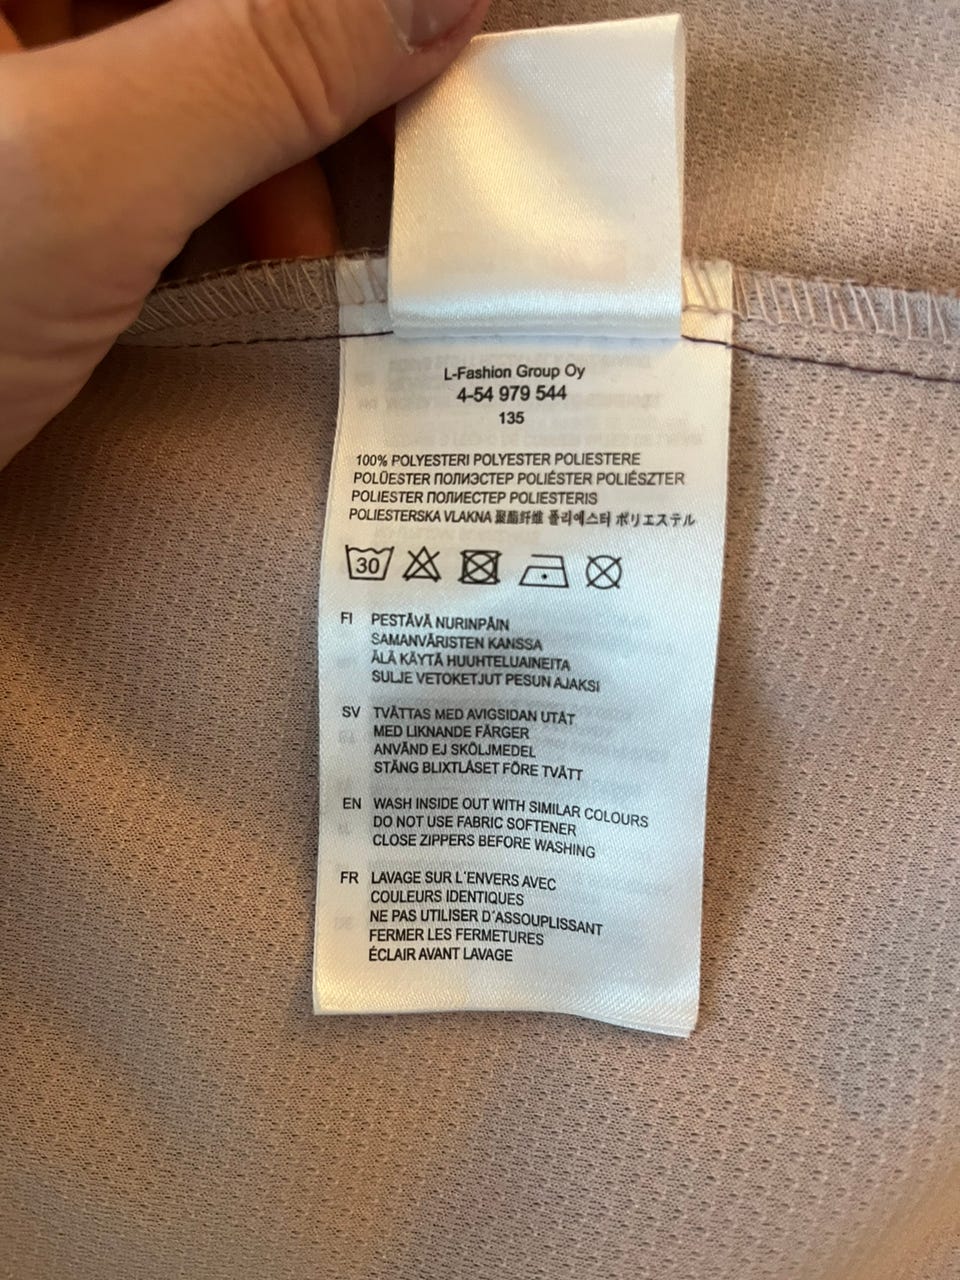 L-Fashion Group Oy
4-54 979 544
135
100% POLYESTERI POLYESTER POLIESTERE
POLÜESTER ПОЛИЭСТЕР POLIÉSTER POLIÉSZTER
POLIESTER ПОЛИЕСТЕР POLIESTERIS
POLIESTERSKA VLAKNA 聚酯纤维 폴리에스터 ポリエステル
30
FI PESTÄVÄ NURINPÄIN
SAMANVÄRISTEN KANSSA
ÄLÄ KÄYTÄ HUUHTELUAINEITA
SULJE VETOKETJUT PESUN AJAKSI
SV TVÄTTAS MED AVIGSIDAN UTÅT
MED LIKNANDE FÄRGER
ANVÄND EJ SKÖLJMEDEL
STÄNG BLIXTLÅSET FÖRE TVÄTT
EN WASH INSIDE OUT WITH SIMILAR COLOURS
DO NOT USE FABRIC SOFTENER
CLOSE ZIPPERS BEFORE WASHING
FR LAVAGE SUR L'ENVERS AVEC
COULEURS IDENTIQUES
NE PAS UTILISER D'ASSOUPLISSANT
FERMER LES FERMETURES
ÉCLAIR AVANT LAVAGE